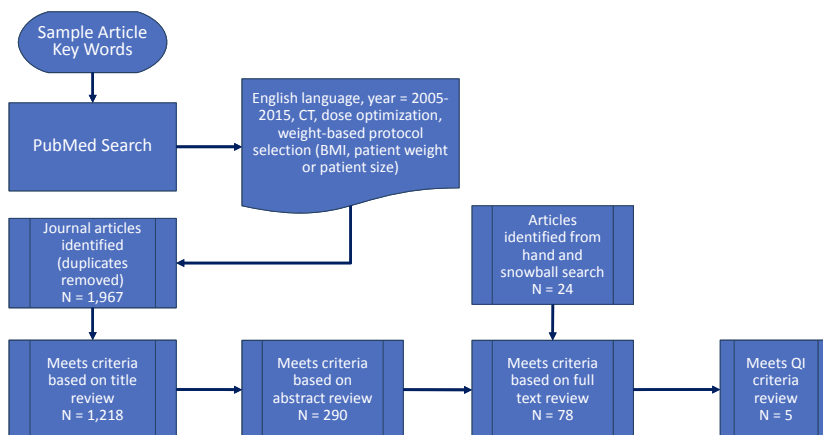 Sample Article
Key Words
PubMed Search
English language, year = 2005-
2015, CT, dose optimization,
weight-based protocol
selection (BMI, patient weight
or patient size)
Journal articles
identified
(duplicates
removed)
N = 1,967
Articles
identified from
hand and
snowball search
N = 24
Meets criteria
based on title
review
N = 1,218
Meets criteria
based on
abstract review
N = 290
Meets criteria
based on full
text review
N = 78
Meets QI
criteria
review
N = 5